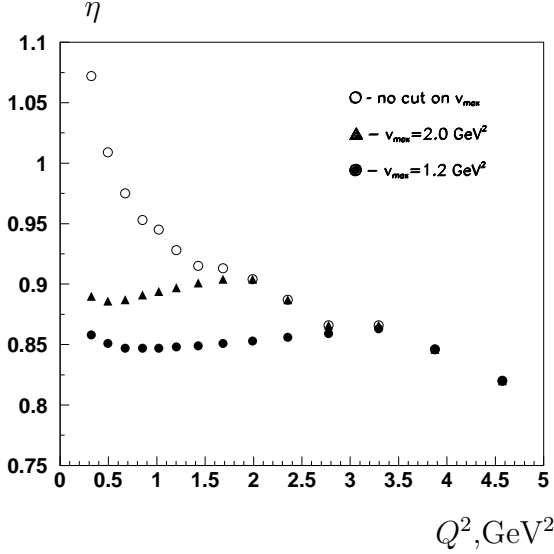 η
1.1
1.05
1
0.95
0.9
0.85
0.8
0.75
○ - no cut on v_max
▲ – v_max=2.0 GeV²
● – v_max=1.2 GeV²
0 0.5 1 1.5 2 2.5 3 3.5 4 4.5 5
Q²,GeV²